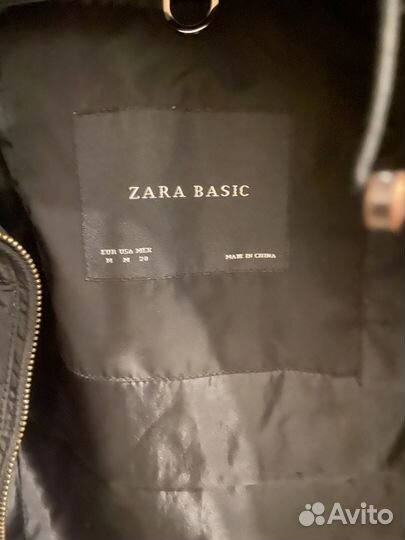 ZARA BASIC
EUR USA MEX
M M 28
MADE IN CHINA
Avito